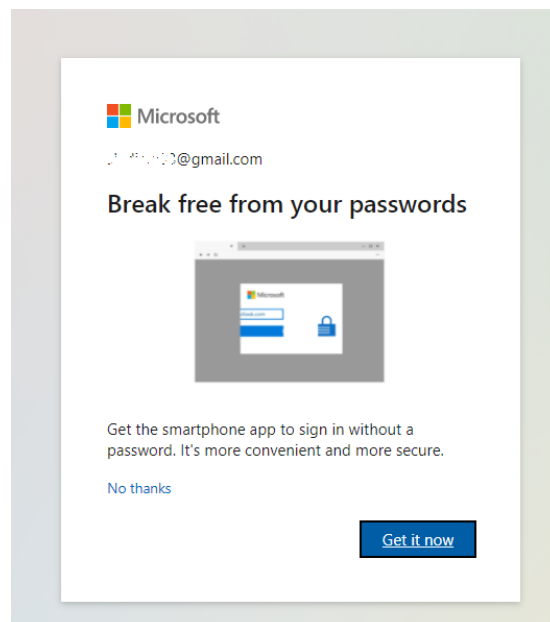 Microsoft
@gmail.com
Break free from your passwords
Microsoft
Get the smartphone app to sign in without a
password. It's more convenient and more secure.
No thanks
Get it now